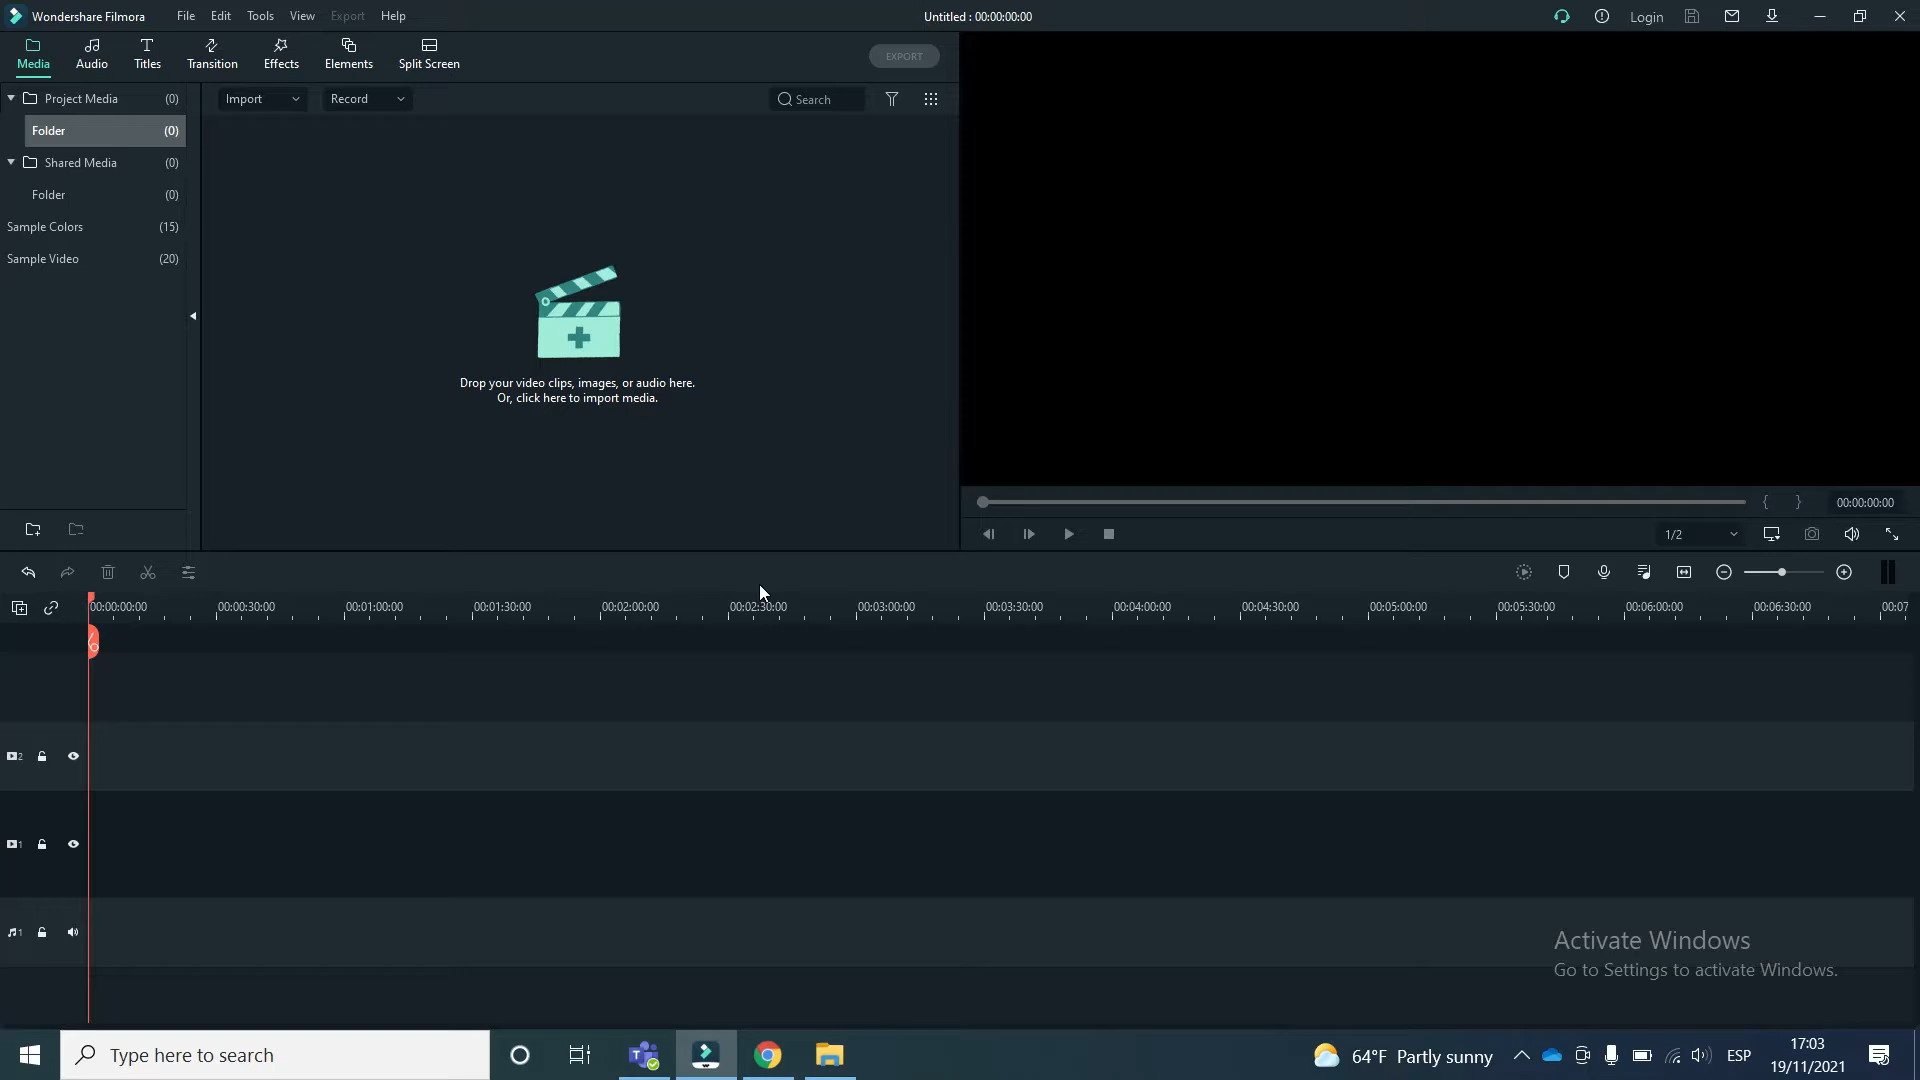 Wondershare Filmora File Edit Tools View Export Help Untitled : 00:00:00:00 Login
Media Audio Titles Transition Effects Elements Split Screen EXPORT
Project Media (0) Import Record Search
Folder (0)
Shared Media (0)
Folder (0)
Sample Colors (15)
Sample Video (20)
Drop your video clips, images, or audio here.
Or, click here to import media.
{ } 00:00:00:00
1/2
00:00:00:00 00:00:30:00 00:01:00:00 00:01:30:00 00:02:00:00 00:02:30:00 00:03:00:00 00:03:30:00 00:04:00:00 00:04:30:00 00:05:00:00 00:05:30:00 00:06:00:00 00:06:30:00 00:07
2
1
1
Activate Windows
Go to Settings to activate Windows.
Type here to search 64°F Partly sunny ESP 17:03
19/11/2021